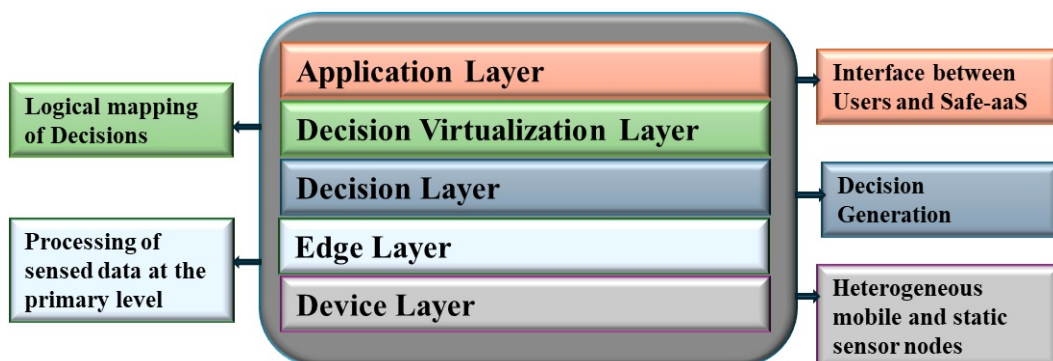 Application Layer
Decision Virtualization Layer
Decision Layer
Edge Layer
Device Layer
Logical mapping
of Decisions
Processing of
sensed data at the
primary level
Interface between
Users and Safe-aaS
Decision
Generation
Heterogeneous
mobile and static
sensor nodes